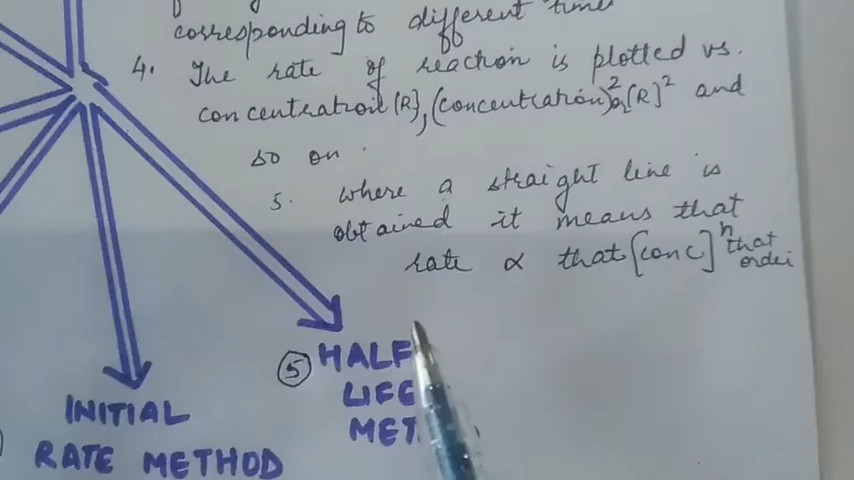 corresponding to different times
4. The rate of reaction is plotted vs.
concentration [R], (concentration)² or [R]² and
so on.
5. where a straight line is
obtained it means that
rate ∝ that [conc]ⁿ that
order
⑤ HALF
LIFE
INITIAL
RATE METHOD